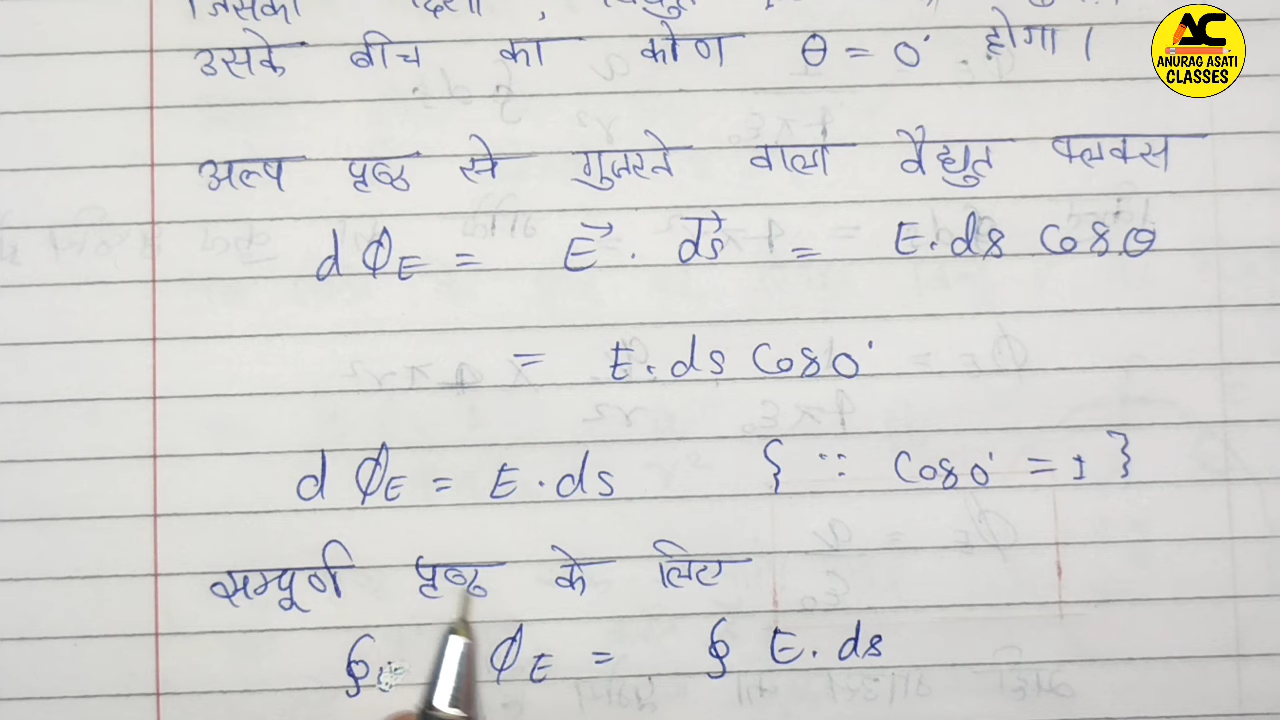 उसके बीच का कोण θ = 0° होगा।
AC
ANURAG ASATI
CLASSES
अल्प पृष्ठ से गुजरने वाला वैद्युत फ्लक्स
dΦE = E⃗ . ds⃗ = E. ds Cosθ
= E. ds Cos0°
dΦE = E.ds { ∵ Cos0° = 1 }
सम्पूर्ण पृष्ठ के लिए
∮ ΦE = ∮ E. ds